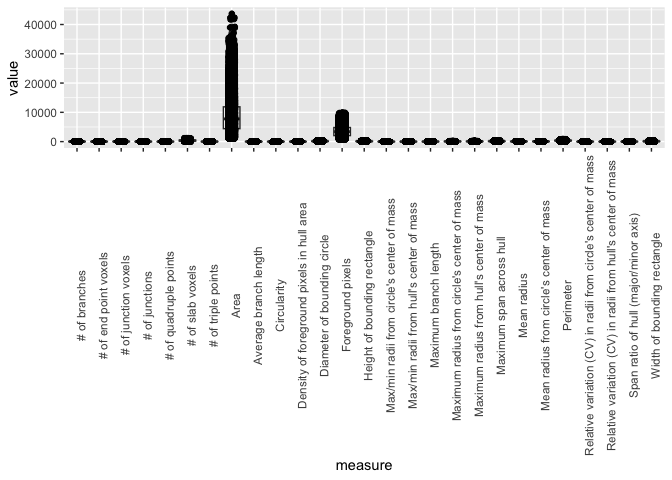 40000
30000
20000
10000
0
value
# of branches
# of end point voxels
# of junction voxels
# of junctions
# of quadruple points
# of slab voxels
# of triple points
Area
Average branch length
Circularity
Density of foreground pixels in hull area
Diameter of bounding circle
Foreground pixels
Height of bounding rectangle
Max/min radii from circle's center of mass
Max/min radii from hull's center of mass
Maximum branch length
Maximum radius from circle's center of mass
Maximum radius from hull's center of mass
Maximum span across hull
Mean radius
Mean radius from circle's center of mass
Perimeter
Relative variation (CV) in radii from circle's center of mass
Relative variation (CV) in radii from hull's center of mass
Span ratio of hull (major/minor axis)
Width of bounding rectangle
measure